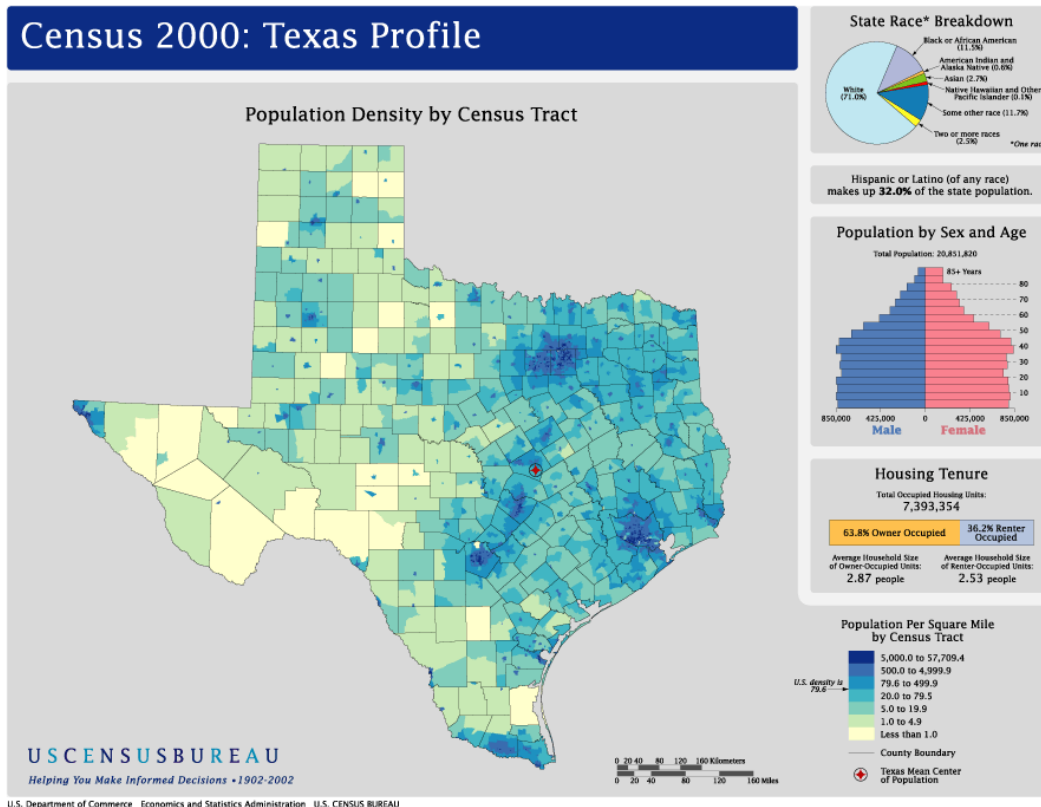 Census 2000: Texas Profile
Population Density by Census Tract
USCENSUSBUREAU
Helping You Make Informed Decisions • 1902-2002
U.S. Department of Commerce Economics and Statistics Administration U.S. CENSUS BUREAU
0 20 40 80 120 160 Kilometers
0 20 40 80 120 160 Miles
State Race* Breakdown
Black or African American
(11.5%)
American Indian and
Alaska Native (0.6%)
Asian (2.7%)
White
(71.0%)
Native Hawaiian and Other
Pacific Islander (0.1%)
Some other race (11.7%)
Two or more races
(2.5%)
*One rac
Hispanic or Latino (of any race)
makes up 32.0% of the state population.
Population by Sex and Age
Total Population: 20,851,820
85+ Years
80
70
60
50
40
30
20
10
850,000 425,000 0 425,000 850,000
Male Female
Housing Tenure
Total Occupied Housing Units:
7,393,354
63.8% Owner Occupied
36.2% Renter
Occupied
Average Household Size
of Owner-Occupied Units:
2.87 people
Average Household Size
of Renter-Occupied Units:
2.53 people
Population Per Square Mile
by Census Tract
5,000.0 to 57,709.4
500.0 to 4,999.9
79.6 to 499.9
20.0 to 79.5
5.0 to 19.9
1.0 to 4.9
Less than 1.0
U.S. density is
79.6
County Boundary
Texas Mean Center
of Population